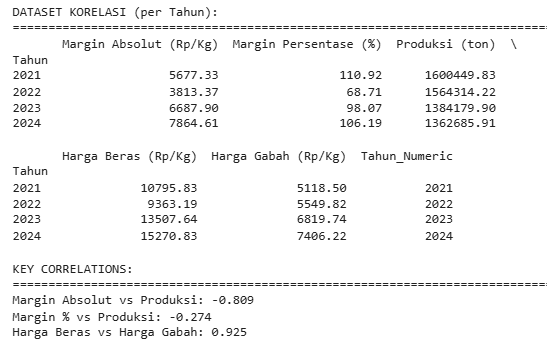 DATASET KORELASI (per Tahun):
================================================================================
Margin Absolut (Rp/Kg) Margin Persentase (%) Produksi (ton) \
Tahun
2021 5677.33 110.92 1600449.83
2022 3813.37 68.71 1564314.22
2023 6687.90 98.07 1384179.90
2024 7864.61 106.19 1362685.91
Harga Beras (Rp/Kg) Harga Gabah (Rp/Kg) Tahun_Numeric
Tahun
2021 10795.83 5118.50 2021
2022 9363.19 5549.82 2022
2023 13507.64 6819.74 2023
2024 15270.83 7406.22 2024
KEY CORRELATIONS:
================================================================================
Margin Absolut vs Produksi: -0.809
Margin % vs Produksi: -0.274
Harga Beras vs Harga Gabah: 0.925